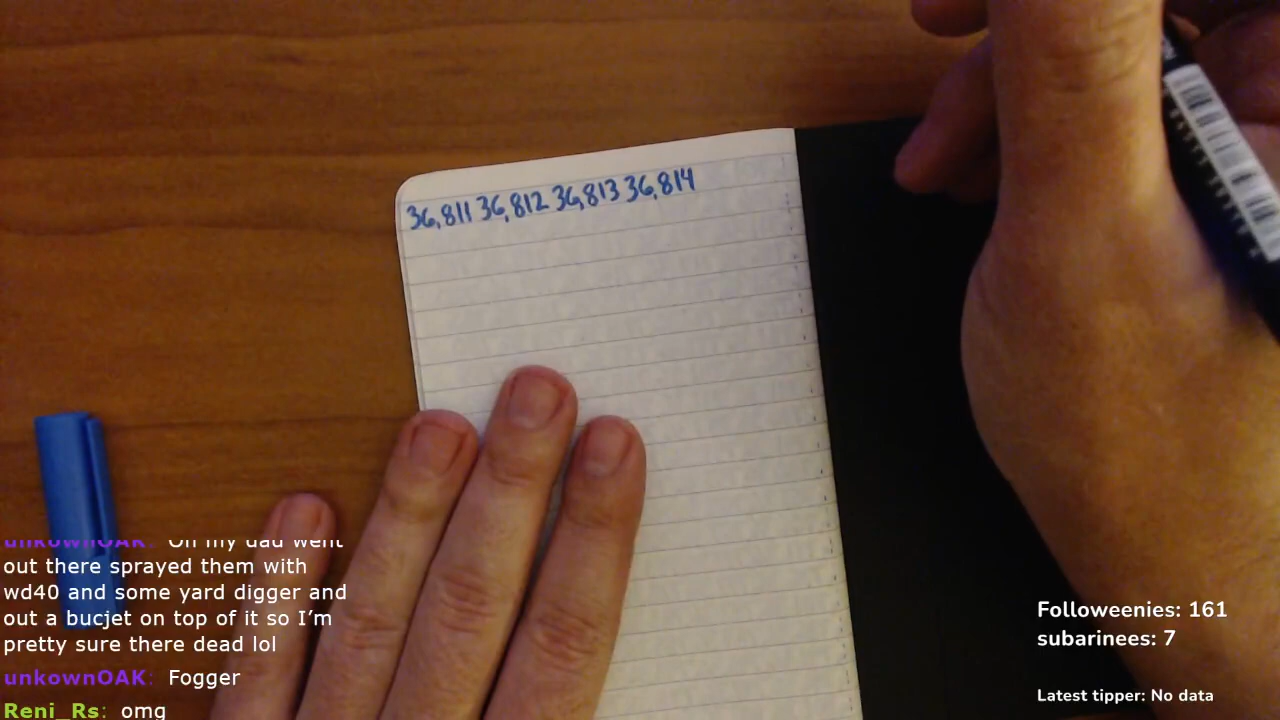 36,811 36,812 36,813 36,814
unkownOAK: Oh my dad went
out there sprayed them with
wd40 and some yard digger and
out a bucjet on top of it so I'm
pretty sure there dead lol
unkownOAK: Fogger
Reni_Rs: omg
Followeenies: 161
subarinees: 7
Latest tipper: No data